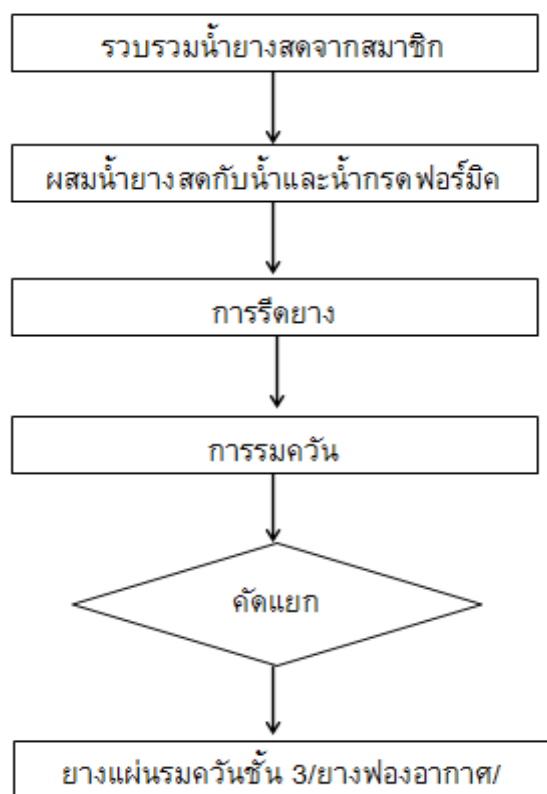 รวบรวมน้ำยางสดจากสมาชิก
ผสมน้ำยางสดกับน้ำและน้ำกรดฟอร์มิค
การรีดยาง
การรมควัน
คัดแยก
ยางแผ่นรมควันชั้น 3/ยางฟองอากาศ/